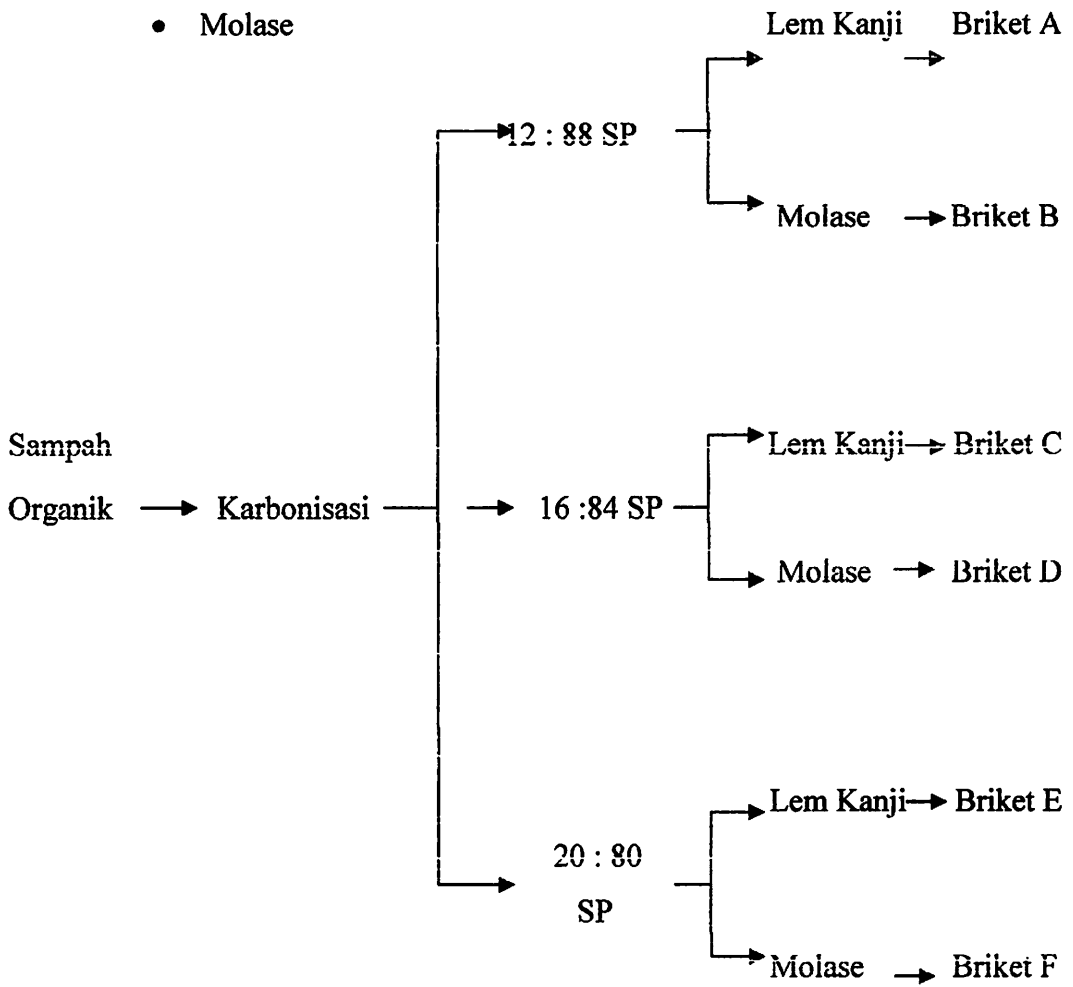 • Molase
Lem Kanji Briket A
12 : 88 SP
Molase Briket B
Sampah
Organik Karbonisasi
16 :84 SP
Lem Kanji Briket C
Molase Briket D
20 : 80
SP
Lem Kanji Briket E
Molase Briket F